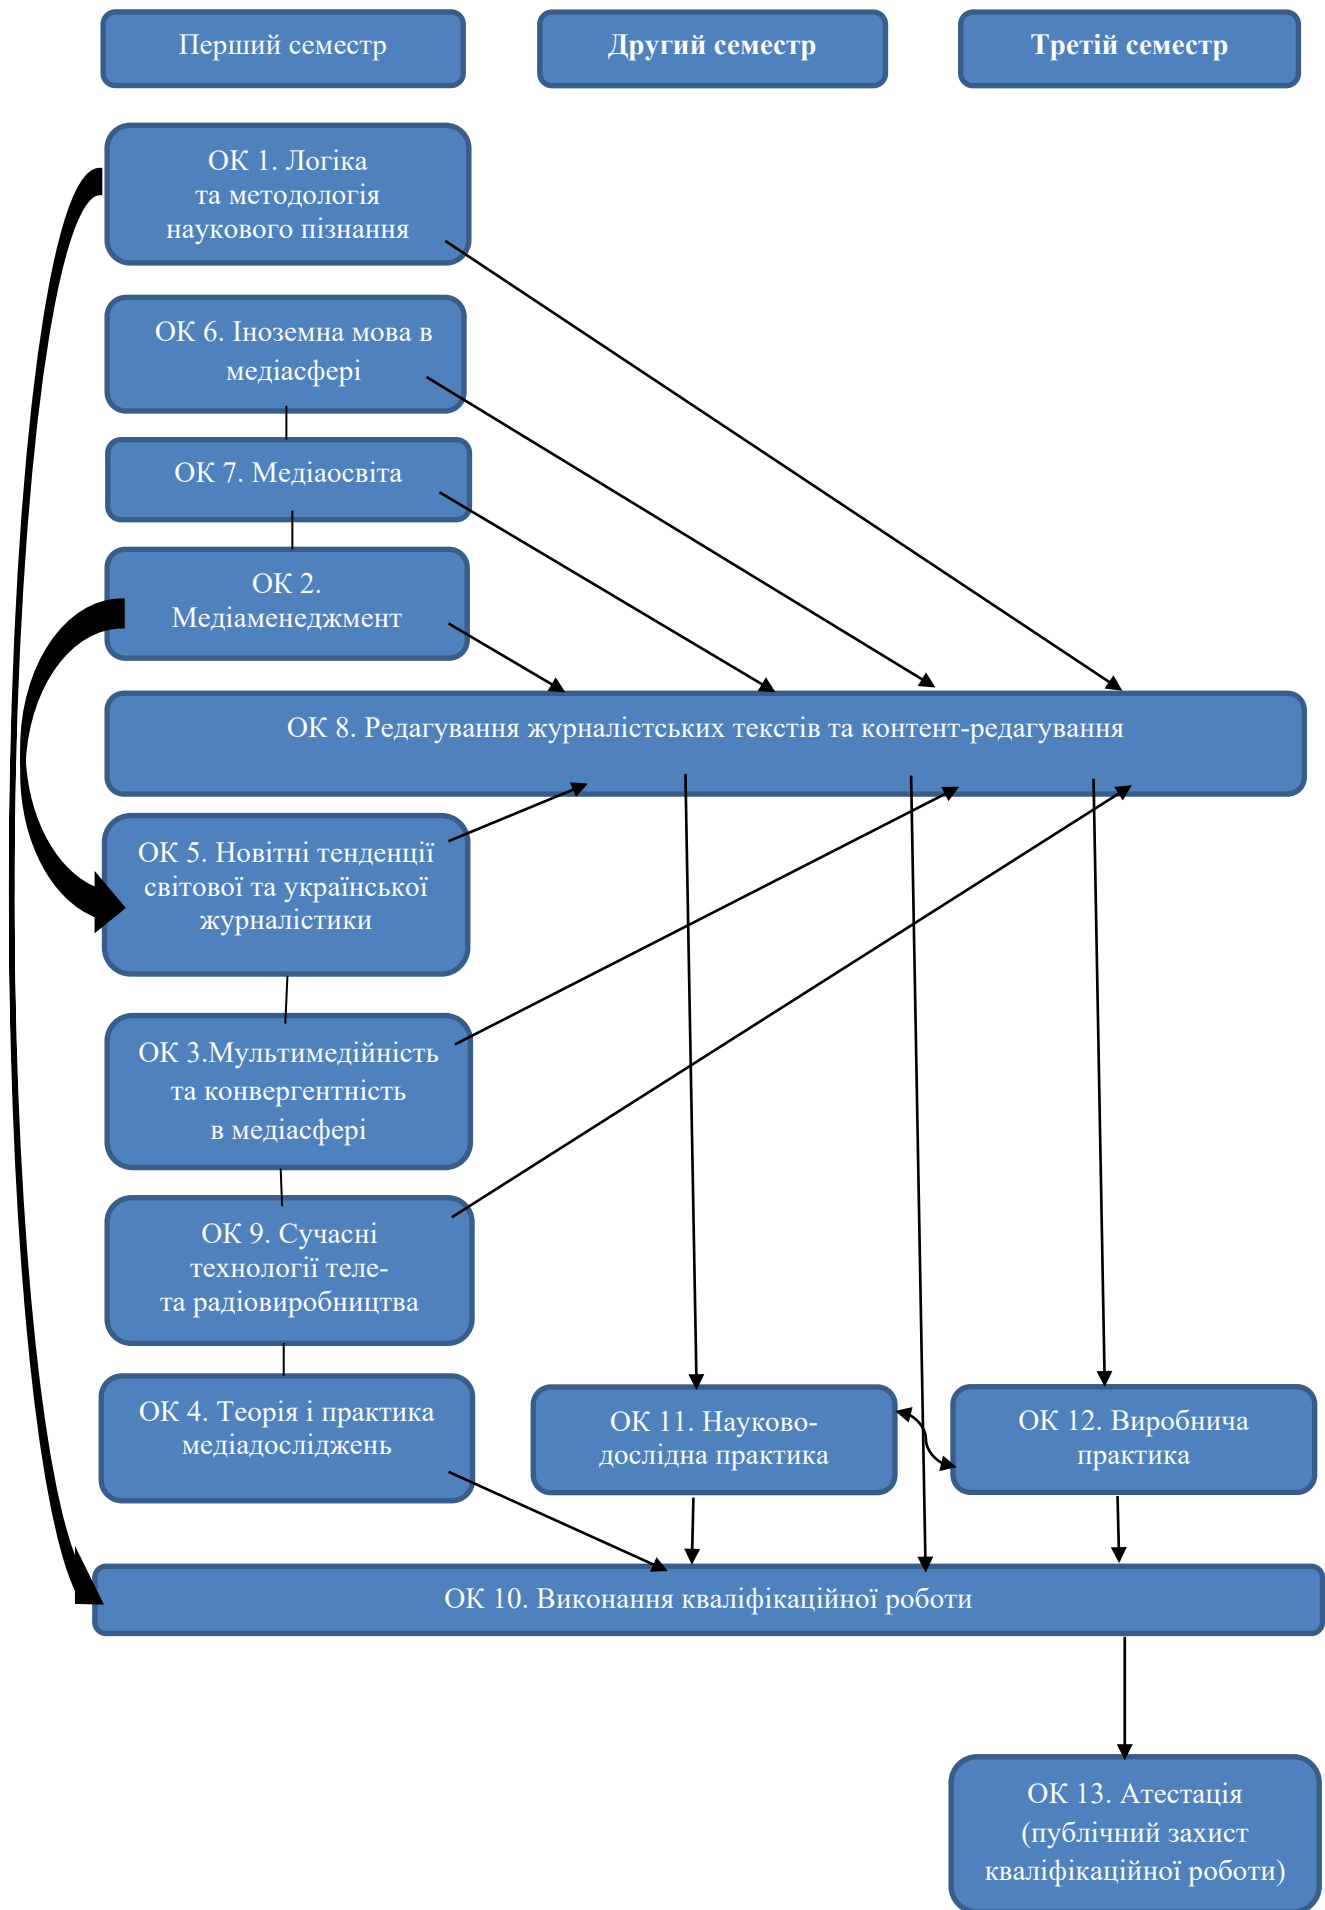 Перший семестр
Другий семестр
Третій семестр
ОК 1. Логіка
та методологія
наукового пізнання
ОК 6. Іноземна мова в
медіасфері
ОК 7. Медіаосвіта
ОК 2.
Медіаменеджмент
ОК 8. Редагування журналістських текстів та контент-редагування
ОК 5. Новітні тенденції
світової та української
журналістики
ОК 3.Мультимедійність
та конвергентність
в медіасфері
ОК 9. Сучасні
технології теле-
та радіовиробництва
ОК 4. Теорія і практика
медіадосліджень
ОК 11. Науково-
дослідна практика
ОК 12. Виробнича
практика
ОК 10. Виконання кваліфікаційної роботи
ОК 13. Атестація
(публічний захист
кваліфікаційної роботи)